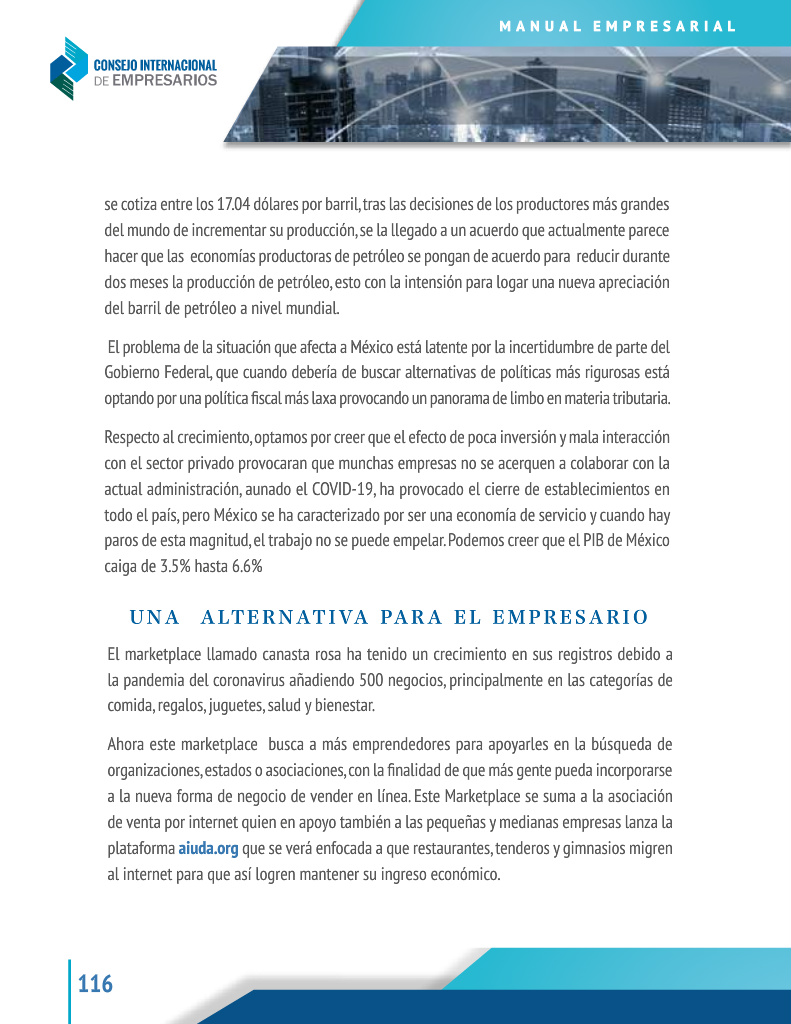 MANUAL EMPRESARIAL
CONSEJO INTERNACIONAL
DE EMPRESARIOS
se cotiza entre los 17.04 dólares por barril, tras las decisiones de los productores más grandes
del mundo de incrementar su producción, se la llegado a un acuerdo que actualmente parece
hacer que las economías productoras de petróleo se pongan de acuerdo para reducir durante
dos meses la producción de petróleo, esto con la intensión para logar una nueva apreciación
del barril de petróleo a nivel mundial.
El problema de la situación que afecta a México está latente por la incertidumbre de parte del
Gobierno Federal, que cuando debería de buscar alternativas de políticas más rigurosas está
optando por una política fiscal más laxa provocando un panorama de limbo en materia tributaria.
Respecto al crecimiento, optamos por creer que el efecto de poca inversión y mala interacción
con el sector privado provocaran que munchas empresas no se acerquen a colaborar con la
actual administración, aunado el COVID-19, ha provocado el cierre de establecimientos en
todo el país, pero México se ha caracterizado por ser una economía de servicio y cuando hay
paros de esta magnitud, el trabajo no se puede empelar. Podemos creer que el PIB de México
caiga de 3.5% hasta 6.6%
UNA ALTERNATIVA PARA EL EMPRESARIO
El marketplace llamado canasta rosa ha tenido un crecimiento en sus registros debido a
la pandemia del coronavirus añadiendo 500 negocios, principalmente en las categorías de
comida, regalos, juguetes, salud y bienestar.
Ahora este marketplace busca a más emprendedores para apoyarles en la búsqueda de
organizaciones, estados o asociaciones, con la finalidad de que más gente pueda incorporarse
a la nueva forma de negocio de vender en línea. Este Marketplace se suma a la asociación
de venta por internet quien en apoyo también a las pequeñas y medianas empresas lanza la
plataforma aiuda.org que se verá enfocada a que restaurantes, tenderos y gimnasios migren
al internet para que así logren mantener su ingreso económico.
116